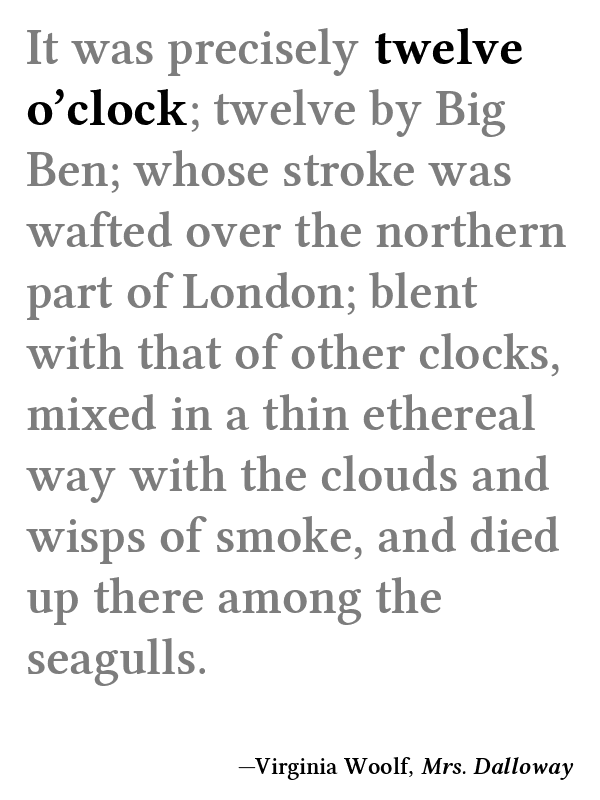 It was precisely twelve
o’clock; twelve by Big
Ben; whose stroke was
wafted over the northern
part of London; blent
with that of other clocks,
mixed in a thin ethereal
way with the clouds and
wisps of smoke, and died
up there among the
seagulls.
—Virginia Woolf, Mrs. Dalloway